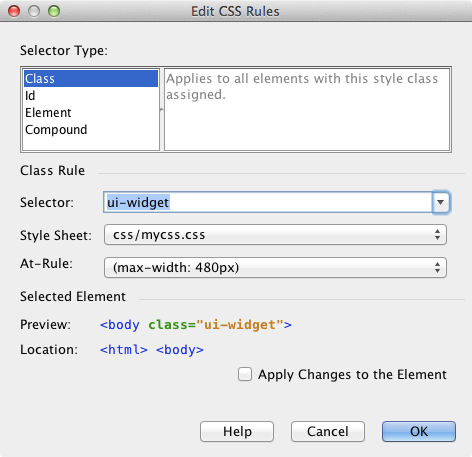 Edit CSS Rules
Selector Type:
Class
Id
Element
Compound
Applies to all elements with this style class
assigned.
Class Rule
Selector: ui-widget
Style Sheet: css/mycss.css
At-Rule: (max-width: 480px)
Selected Element
Preview: <body class="ui-widget">
Location: <html> <body>
Apply Changes to the Element
Help Cancel OK